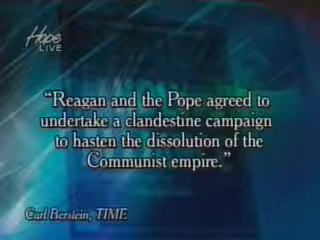 Hope
LIVE
“Reagan and the Pope agreed to
undertake a clandestine campaign
to hasten the dissolution of the
Communist empire.”
Carl Berstein, TIME